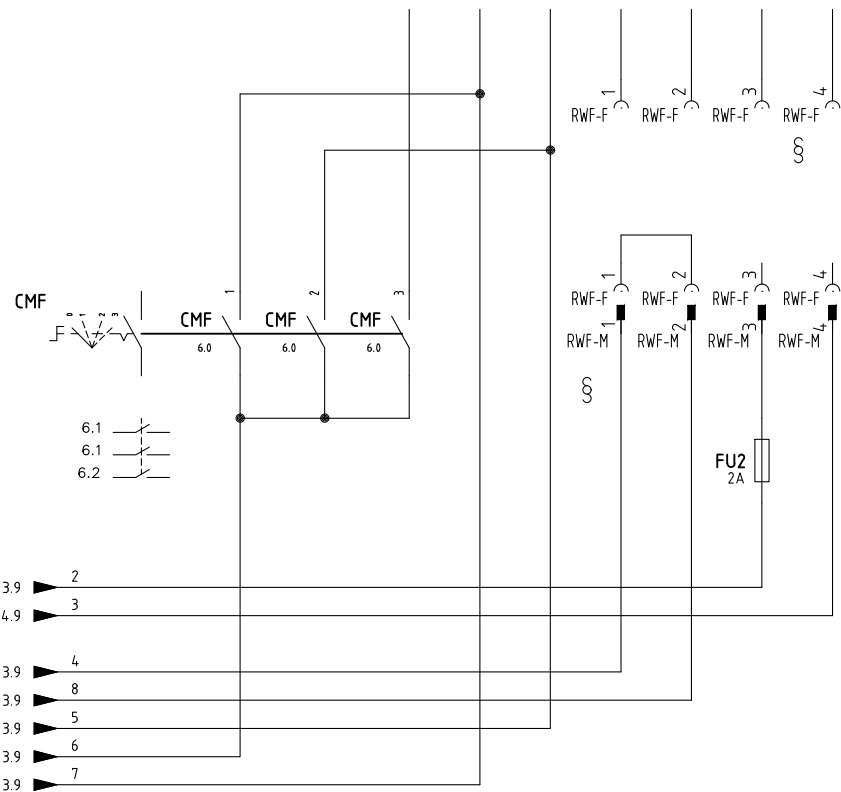 1 2 3 4
RWF-F RWF-F RWF-F RWF-F
§
1 2 3 4
RWF-F RWF-F RWF-F RWF-F
1 2 3 4
RWF-M RWF-M RWF-M RWF-M
§
CMF
0 1 2 3
1 2 3
CMF CMF CMF
6.0 6.0 6.0
6.1
6.1
6.2
FU2
2A
3.9 2
4.9 3
3.9 4
3.9 8
3.9 5
3.9 6
3.9 7